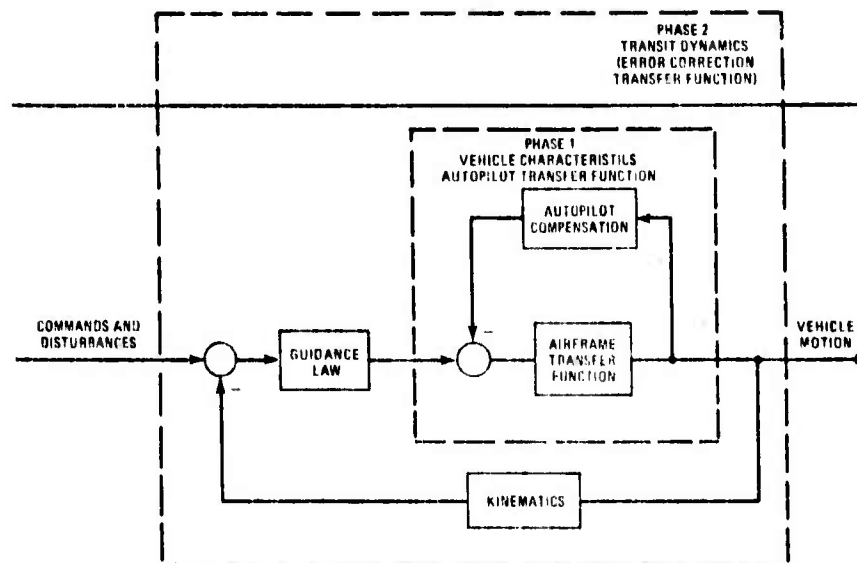 PHASE 2
TRANSIT DYNAMICS
(ERROR CORRECTION
TRANSFER FUNCTION)
PHASE 1
VEHICLE CHARACTERISTICS
AUTOPILOT TRANSFER FUNCTION
AUTOPILOT
COMPENSATION
COMMANDS AND
DISTURBANCES
GUIDANCE
LAW
AIRFRAME
TRANSFER
FUNCTION
VEHICLE
MOTION
KINEMATICS